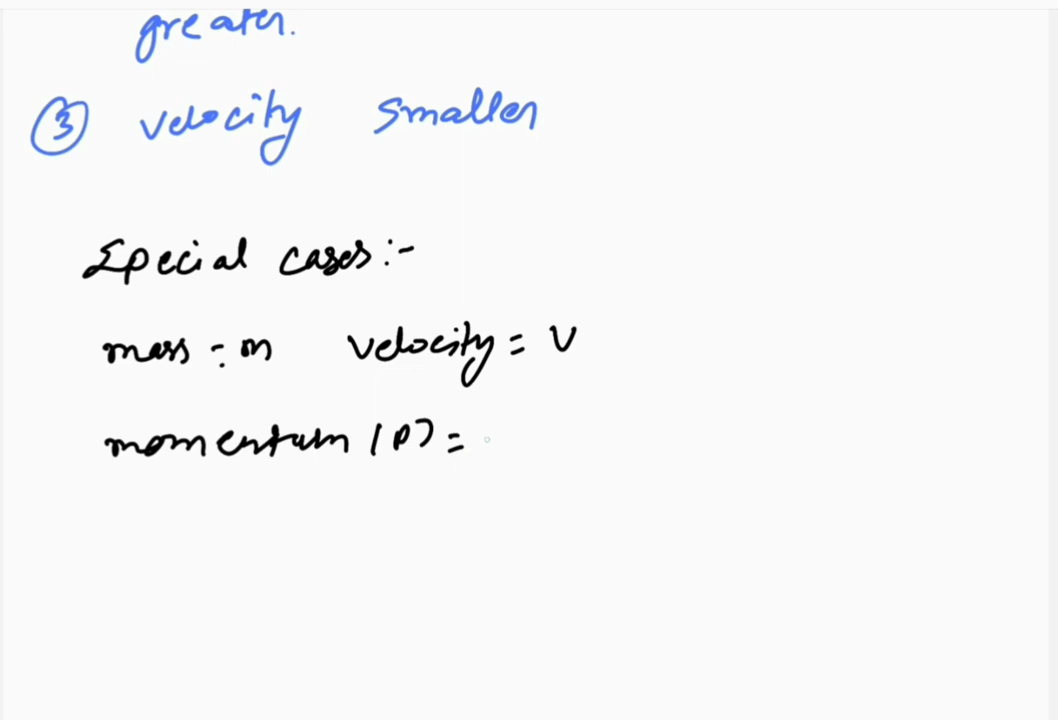 greater.
③ velocity smaller
Special cases:-
mass = m velocity = v
momentum (p) =